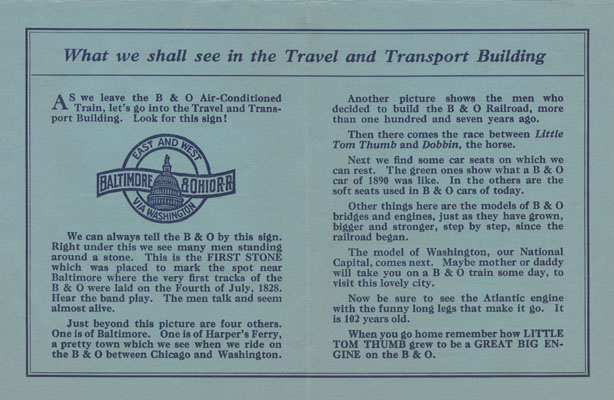 What we shall see in the Travel and Transport Building
AS we leave the B & O Air-Conditioned
Train, let's go into the Travel and Trans-
port Building. Look for this sign!
EAST AND WEST
BALTIMORE & OHIO R-R
VIA WASHINGTON
We can always tell the B & O by this sign.
Right under this we see many men standing
around a stone. This is the FIRST STONE
which was placed to mark the spot near
Baltimore where the very first tracks of the
B & O were laid on the Fourth of July, 1828.
Hear the band play. The men talk and seem
almost alive.
Just beyond this picture are four others.
One is of Baltimore. One is of Harper's Ferry,
a pretty town which we see when we ride on
the B & O between Chicago and Washington.
Another picture shows the men who
decided to build the B & O Railroad, more
than one hundred and seven years ago.
Then there comes the race between Little
Tom Thumb and Dobbin, the horse.
Next we find some car seats on which we
can rest. The green ones show what a B & O
car of 1890 was like. In the others are the
soft seats used in B & O cars of today.
Other things here are the models of B & O
bridges and engines, just as they have grown,
bigger and stronger, step by step, since the
railroad began.
The model of Washington, our National
Capital, comes next. Maybe mother or daddy
will take you on a B & O train some day, to
visit this lovely city.
Now be sure to see the Atlantic engine
with the funny long legs that make it go. It
is 102 years old.
When you go home remember how LITTLE
TOM THUMB grew to be a GREAT BIG EN-
GINE on the B & O.